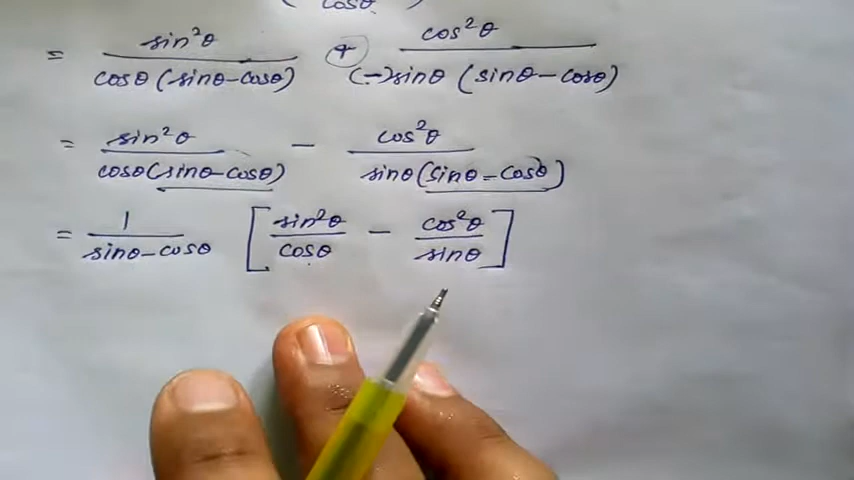 cosθ
= sin²θ / cosθ (sinθ-cosθ) + cos²θ / (-)sinθ (sinθ-cosθ)
= sin²θ / cosθ(sinθ-cosθ) - cos²θ / sinθ(sinθ-cosθ)
= 1 / sinθ-cosθ [ sin²θ / cosθ - cos²θ / sinθ ]